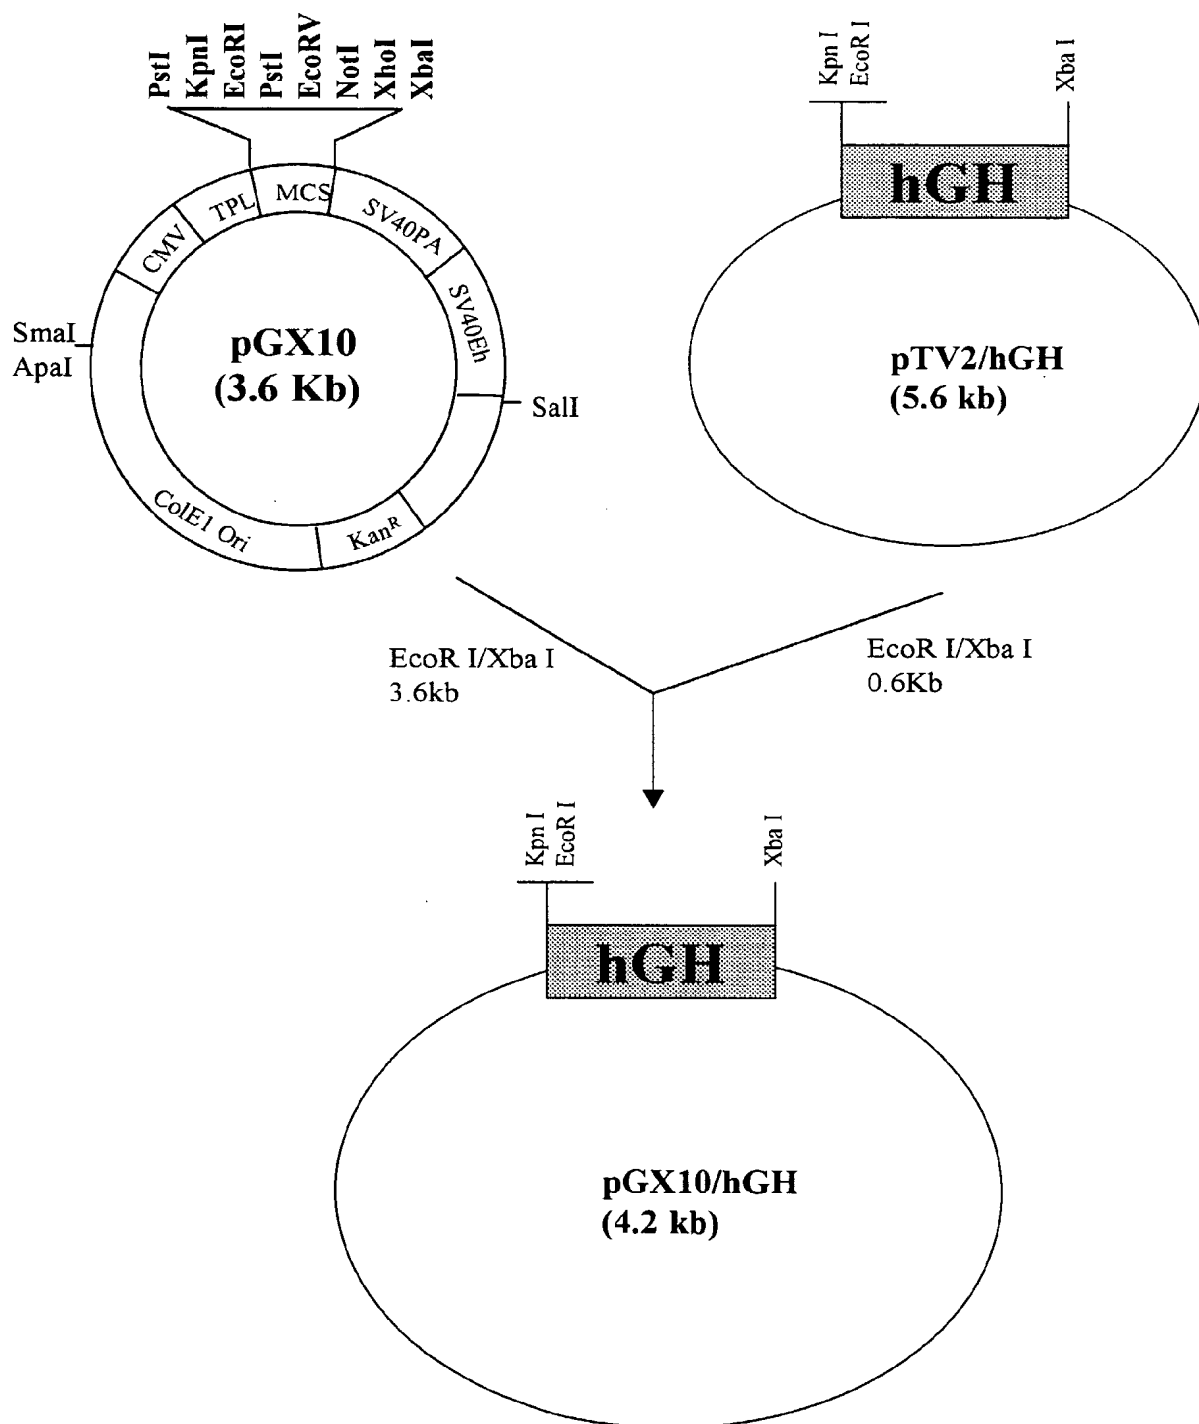 PstI
KpnI
EcoRI
PstI
EcoRV
NotI
XhoI
XbaI
CMV
TPL
MCS
SV40PA
SV40Eh
SmaI
ApaI
pGX10
(3.6 Kb)
SalI
ColE1 Ori
Kan^R
Kpn I
EcoR I
Xba I
hGH
pTV2/hGH
(5.6 kb)
EcoR I/Xba I
3.6kb
EcoR I/Xba I
0.6Kb
Kpn I
EcoR I
Xba I
hGH
pGX10/hGH
(4.2 kb)